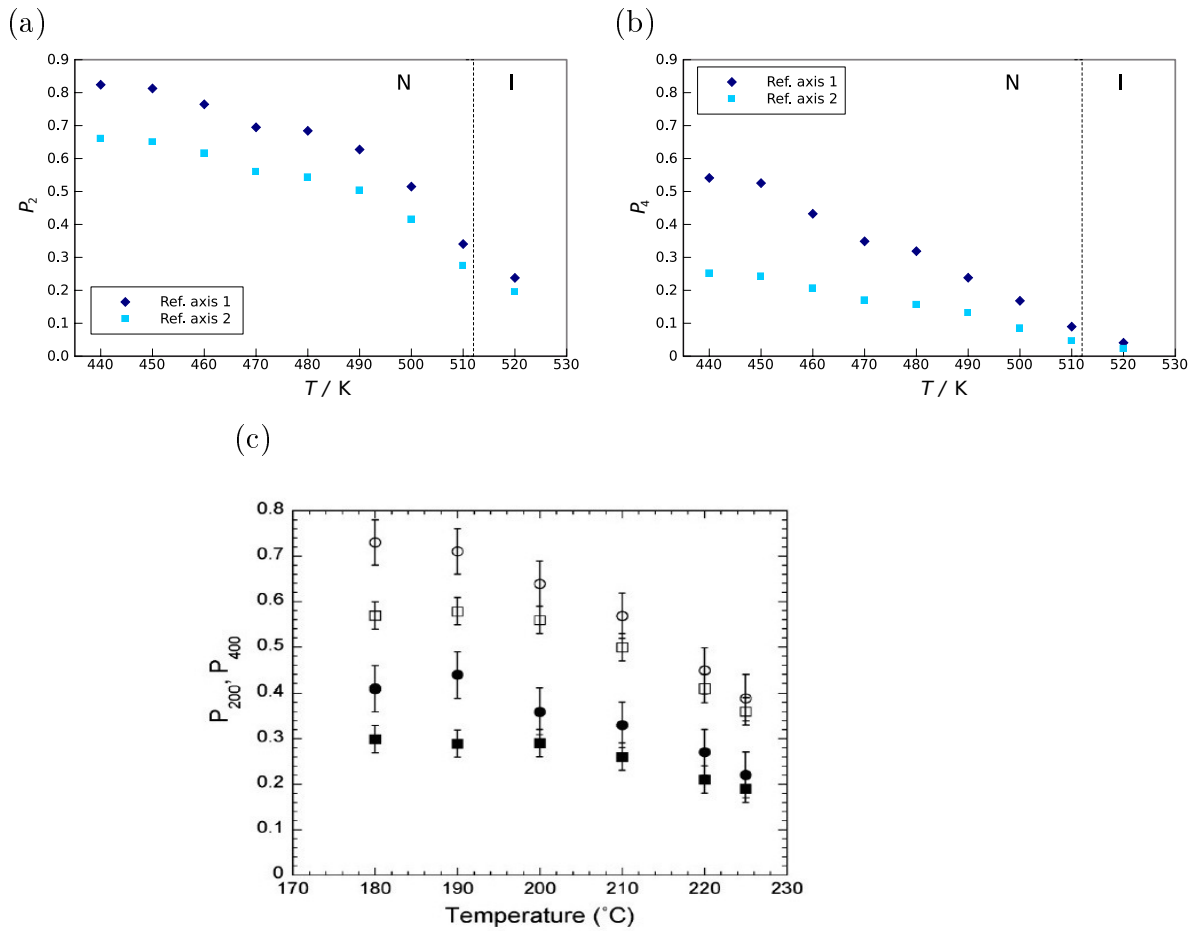 (a)
0.9
0.8
0.7
0.6
0.5
0.4
0.3
0.2
0.1
0.0
P2
N
I
Ref. axis 1
Ref. axis 2
440 450 460 470 480 490 500 510 520 530
T / K
(b)
0.9
0.8
0.7
0.6
0.5
0.4
0.3
0.2
0.1
0.0
P4
Ref. axis 1
Ref. axis 2
N
I
440 450 460 470 480 490 500 510 520 530
T / K
(c)
0.8
0.7
0.6
0.5
0.4
0.3
0.2
0.1
0
P200, P400
170 180 190 200 210 220 230
Temperature (˚C)